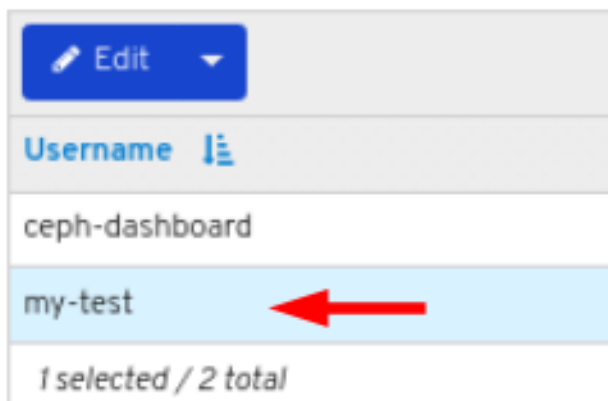 Edit
Username
ceph-dashboard
my-test
1 selected / 2 total